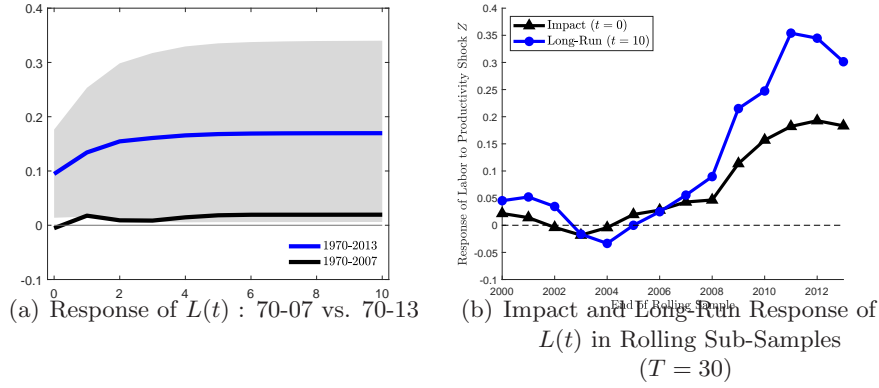 0.4
0.3
0.2
0.1
0
-0.1
0 2 4 6 8 10
1970-2013
1970-2007
(a) Response of L(t) : 70-07 vs. 70-13
Response of Labor to Productivity Shock Z
0.4
0.35
0.3
0.25
0.2
0.15
0.1
0.05
0
-0.05
-0.1
Impact (t = 0)
Long-Run (t = 10)
2000 2002 2004 2006 2008 2010 2012
End of Rolling Sample
(b) Impact and Long-Run Response of
L(t) in Rolling Sub-Samples
(T = 30)